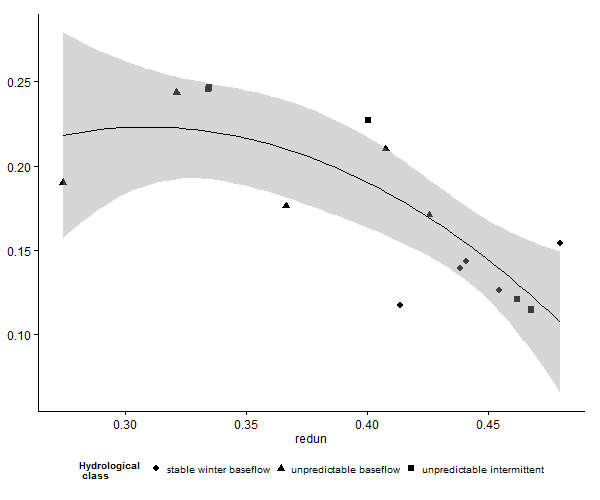 0.25
0.20
0.15
0.10
0.30 0.35 0.40 0.45
redun
Hydrological
class
stable winter baseflow unpredictable baseflow unpredictable intermittent